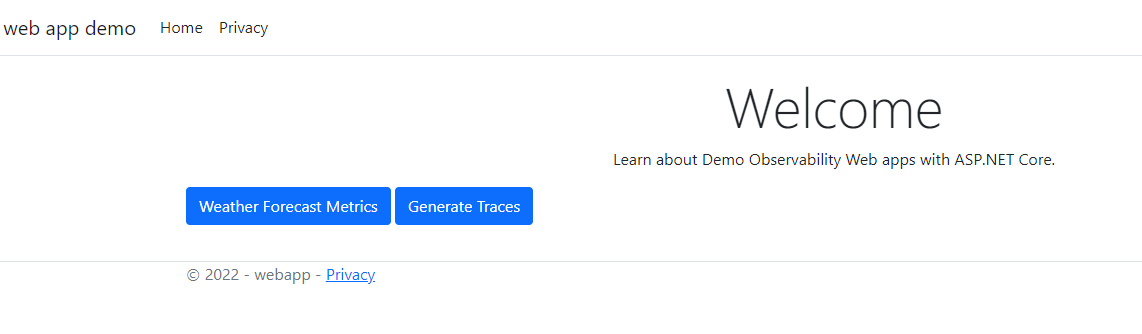 web app demo Home Privacy
Welcome
Learn about Demo Observability Web apps with ASP.NET Core.
Weather Forecast Metrics Generate Traces
© 2022 - webapp - Privacy